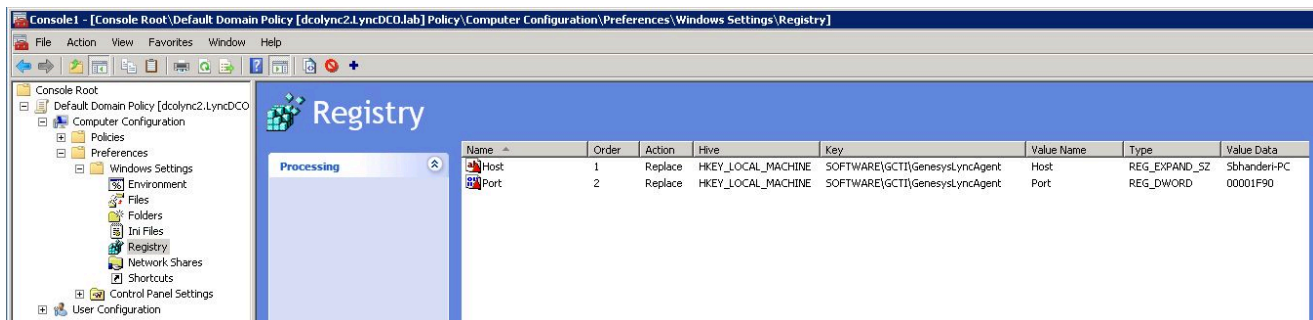 Console1 - [Console Root\Default Domain Policy [dcolync2.LyncDCO.lab] Policy\Computer Configuration\Preferences\Windows Settings\Registry]
File Action View Favorites Window Help
Console Root
Default Domain Policy [dcolync2.LyncDCO
Computer Configuration
Policies
Preferences
Windows Settings
Environment
Files
Folders
Ini Files
Registry
Network Shares
Shortcuts
Control Panel Settings
User Configuration
Registry
Processing
Name Order Action Hive Key Value Name Type Value Data
Host 1 Replace HKEY_LOCAL_MACHINE SOFTWARE\GCTI\GenesysLyncAgent Host REG_EXPAND_SZ Sbhanderi-PC
Port 2 Replace HKEY_LOCAL_MACHINE SOFTWARE\GCTI\GenesysLyncAgent Port REG_DWORD 00001F90